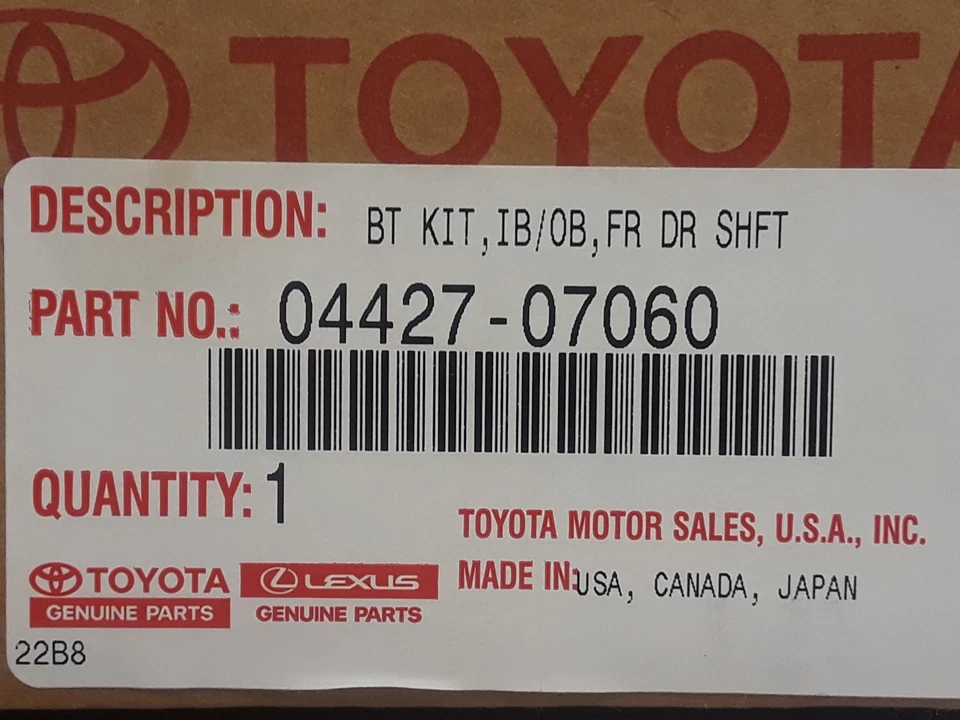 TOYOTA
DESCRIPTION: BT KIT,IB/OB,FR DR SHFT
PART NO.: 04427-07060
QUANTITY: 1
TOYOTA MOTOR SALES, U.S.A., INC.
MADE IN: USA, CANADA, JAPAN
TOYOTA
GENUINE PARTS
LEXUS
GENUINE PARTS
22B8